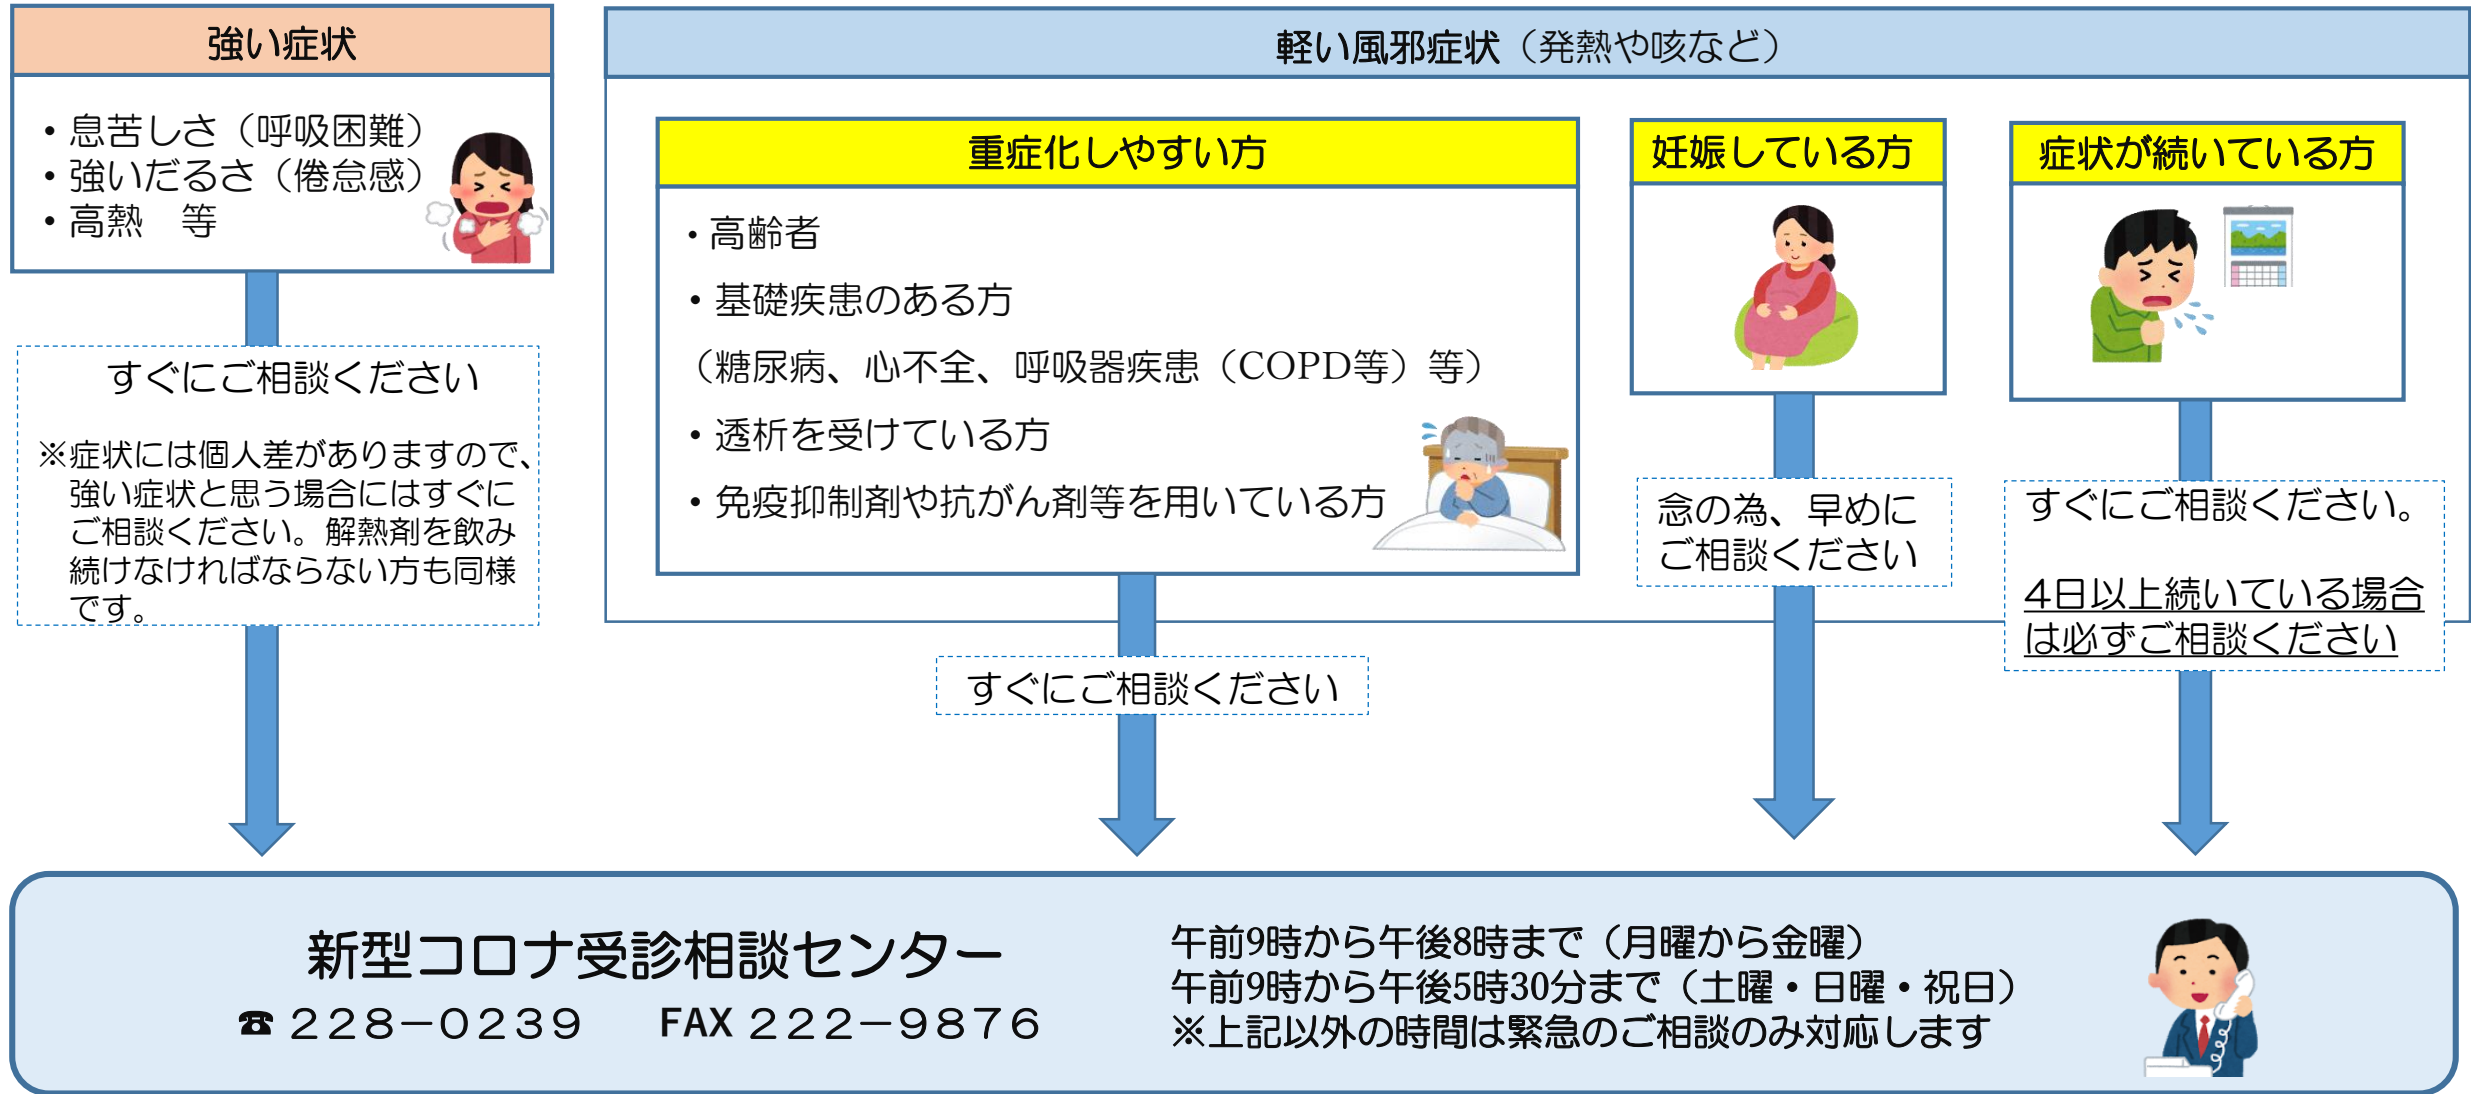 強い症状
・息苦しさ（呼吸困難）
・強いだるさ（倦怠感）
・高熱　等
すぐにご相談ください
※症状には個人差がありますので、
強い症状と思う場合にはすぐに
ご相談ください。解熱剤を飲み
続けなければならない方も同様
です。
軽い風邪症状（発熱や咳など）
重症化しやすい方
・高齢者
・基礎疾患のある方
（糖尿病、心不全、呼吸器疾患（COPD等）等）
・透析を受けている方
・免疫抑制剤や抗がん剤等を用いている方
すぐにご相談ください
妊娠している方
念の為、早めに
ご相談ください
症状が続いている方
すぐにご相談ください。
4日以上続いている場合
は必ずご相談ください
新型コロナ受診相談センター
☎２２８－０２３９　FAX ２２２－９８７６
午前9時から午後8時まで（月曜から金曜）
午前9時から午後5時30分まで（土曜・日曜・祝日）
※上記以外の時間は緊急のご相談のみ対応します